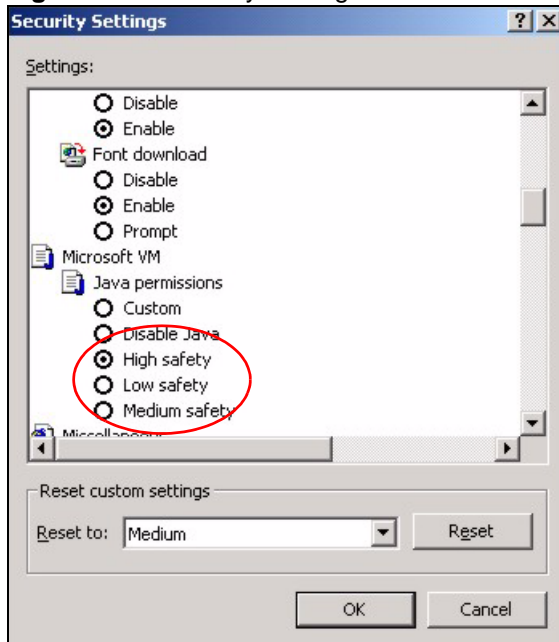 Security Settings
Settings:
Disable
Enable
Font download
Disable
Enable
Prompt
Microsoft VM
Java permissions
Custom
Disable Java
High safety
Low safety
Medium safety
Miscellaneous
Reset custom settings
Reset to: Medium Reset
OK Cancel